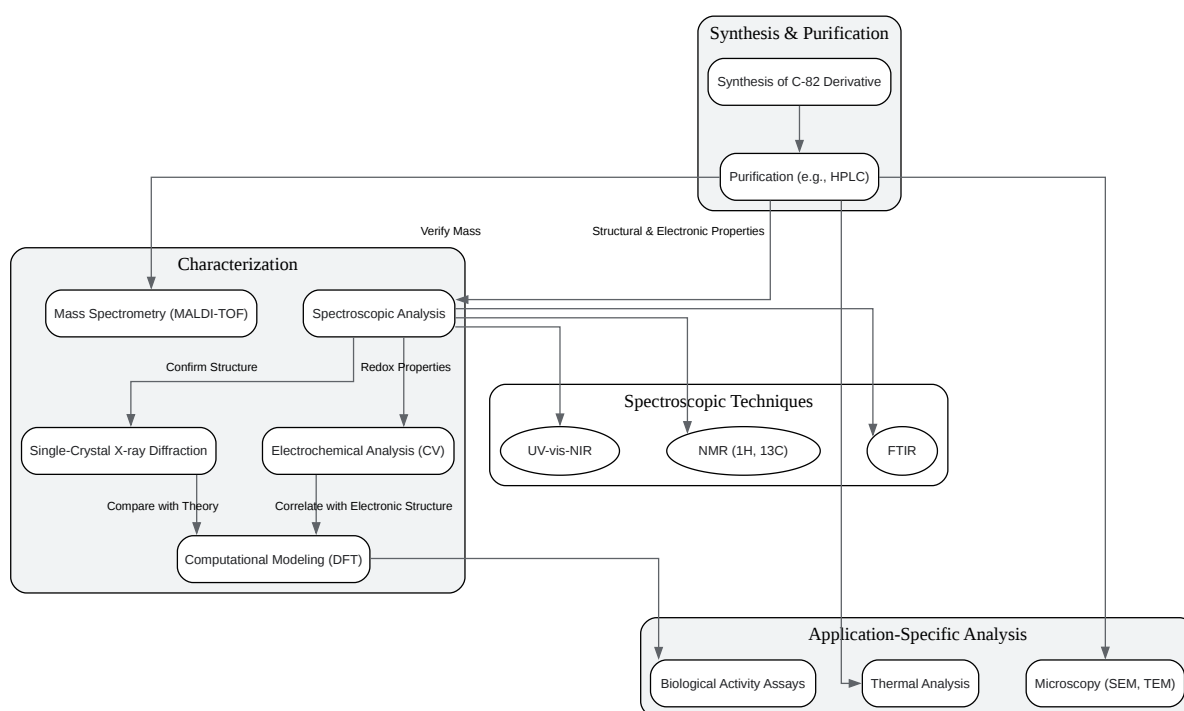 Synthesis & Purification
Synthesis of C-82 Derivative
Purification (e.g., HPLC)
Verify Mass
Structural & Electronic Properties
Characterization
Mass Spectrometry (MALDI-TOF)
Spectroscopic Analysis
Confirm Structure
Redox Properties
Spectroscopic Techniques
Single-Crystal X-ray Diffraction
Electrochemical Analysis (CV)
UV-vis-NIR
NMR (1H, 13C)
FTIR
Compare with Theory
Correlate with Electronic Structure
Computational Modeling (DFT)
Application-Specific Analysis
Biological Activity Assays
Thermal Analysis
Microscopy (SEM, TEM)